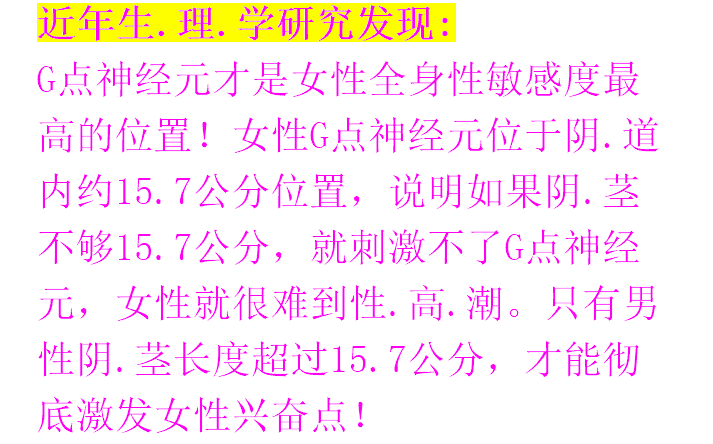 近年生.理.学研究发现:
G点神经元才是女性全身性敏感度最
高的位置！女性G点神经元位于阴.道
内约15.7公分位置，说明如果阴.茎
不够15.7公分，就刺激不了G点神经
元，女性就很难到性.高.潮。只有男
性阴.茎长度超过15.7公分，才能彻
底激发女性兴奋点！